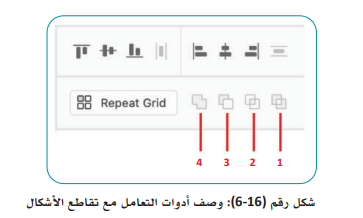 Repeat Grid
4 3 2 1
شكل رقم (16-6): وصف أدوات التعامل مع تقاطع الأشكال